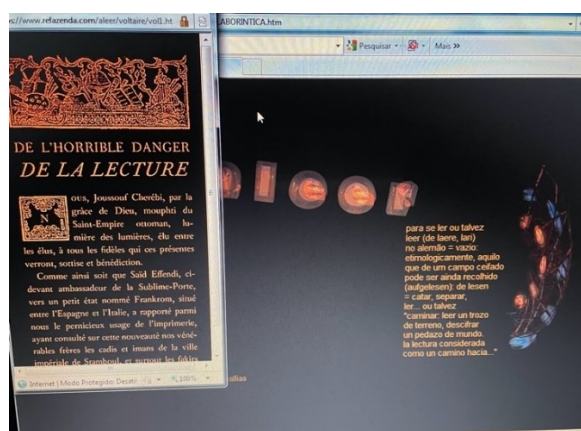 s://www.refazenda.com/aleer/voltaire/vol1.ht
ABORINTICA.htm
Pesquisar
Mais »
DE L'HORRIBLE DANGER
DE LA LECTURE
NOUS, Joussouf Cherébi, par la
grâce de Dieu, mouphti du
Saint-Empire ottoman, lu-
mière des lumières, élu entre
les élus, à tous les fidèles qui ces présentes
verront, sottise et bénédiction.
Comme ainsi soit que Saïd Effendi, ci-
devant ambassadeur de la Sublime-Porte,
vers un petit état nommé Frankrom, situé
entre l'Espagne et l'Italie, a rapporté parmi
nous le pernicieux usage de l'imprimerie,
ayant consulté sur cette nouveauté nos véné-
rables frères les cadis et imans de la ville
impériale de Stamboul, et surtout les fakirs
para se ler ou talvez
leer (de laere, lari)
no alemão = vazio:
etimologicamente, aquilo
que de um campo ceifado
pode ser ainda recolhido
(aufgelesen): de lesen
= catar, separar,
ler... ou talvez
"caminar: leer un trozo
de terreno, descifrar
un pedazo de mundo.
la lectura considerada
como un camino hacia..."
Internet | Modo Protegido: Desati
100%